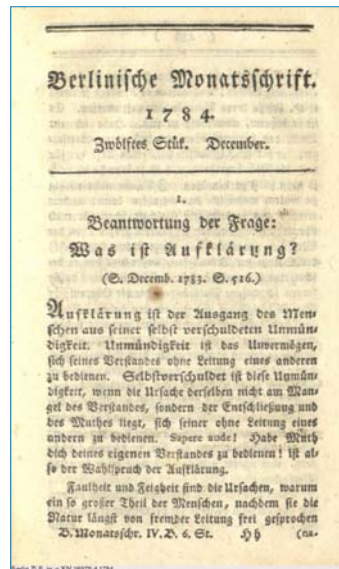 Berlinische Monatsschrift.
1784.
Zwölftes Stük. December.
1.
Beantwortung der Frage:
Was ist Aufklärung?
(S. Decemb. 1783. S. 516.)
Aufklärung ist der Ausgang des Men-
schen aus seiner selbst verschuldeten Unmün-
digkeit. Unmündigkeit ist das Unvermögen,
sich seines Verstandes ohne Leitung eines anderen
zu bedienen. Selbstverschuldet ist diese Unmün-
digkeit, wenn die Ursache derselben nicht am Man-
gel des Verstandes, sondern der Entschließung und
des Muthes liegt, sich seiner ohne Leitung eines
andern zu bedienen. Sapere aude! Habe Muth
dich deines eigenen Verstandes zu bedienen! ist al-
so der Wahlspruch der Aufklärung.
Faulheit und Feigheit sind die Ursachen, warum
ein so großer Theil der Menschen, nachdem sie die
Natur längst von fremder Leitung frei gesprochen
B. Monatsschr. IV. B. 6. St. Hh (na-